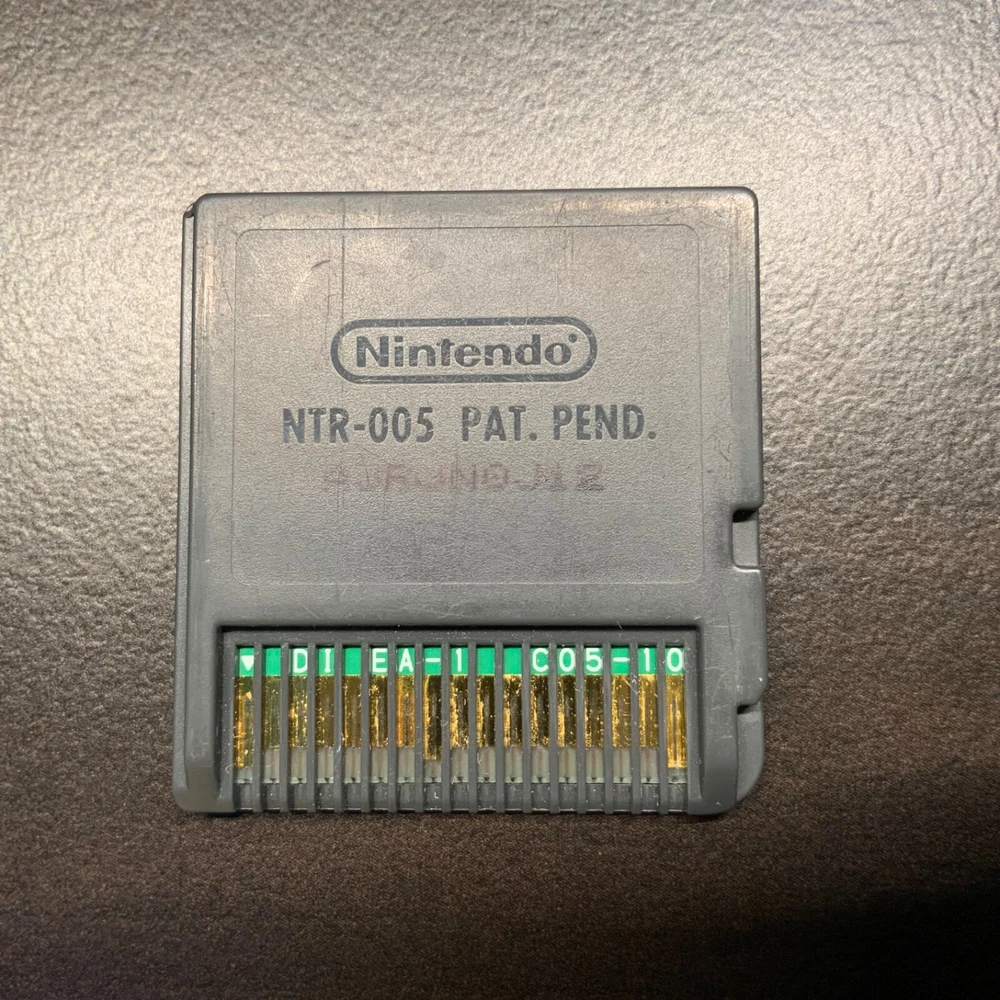 Nintendo®
NTR-005 PAT. PEND.
▼ DI EA-1 C05-10